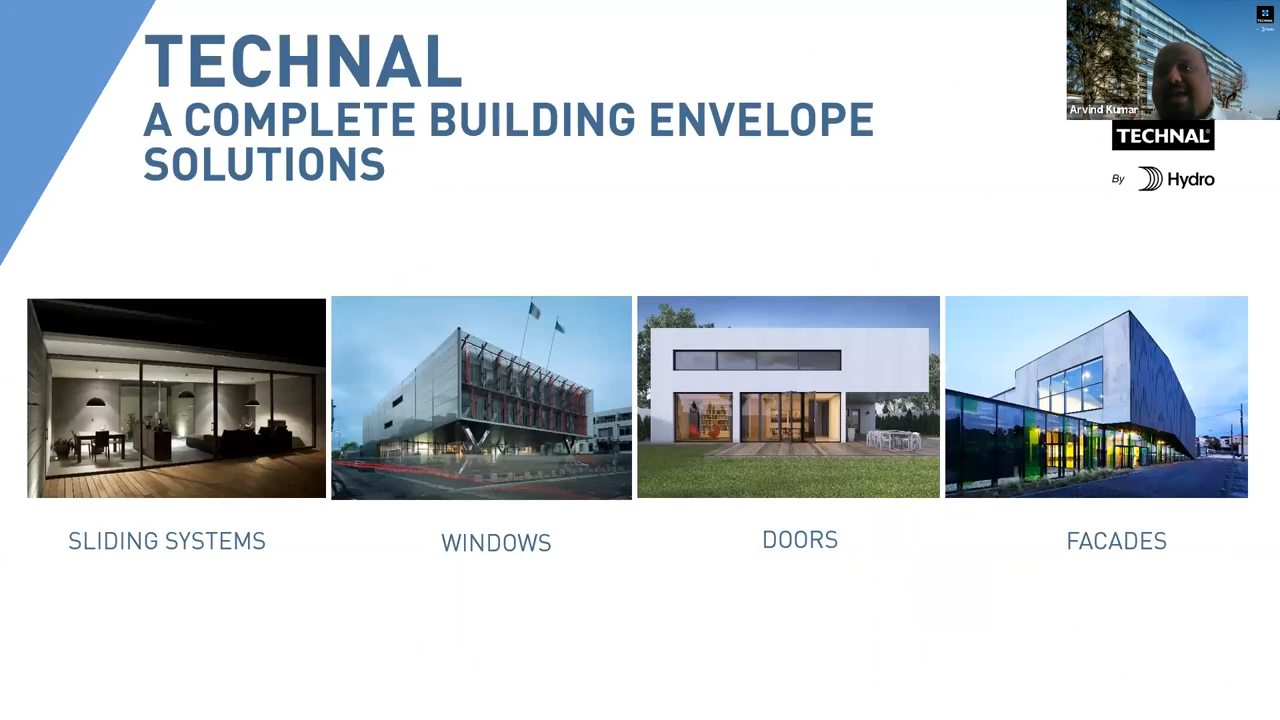 TECHNAL
A COMPLETE BUILDING ENVELOPE
SOLUTIONS
Arvind Kumar
TECHNAL®
By Hydro
SLIDING SYSTEMS
WINDOWS
DOORS
FACADES